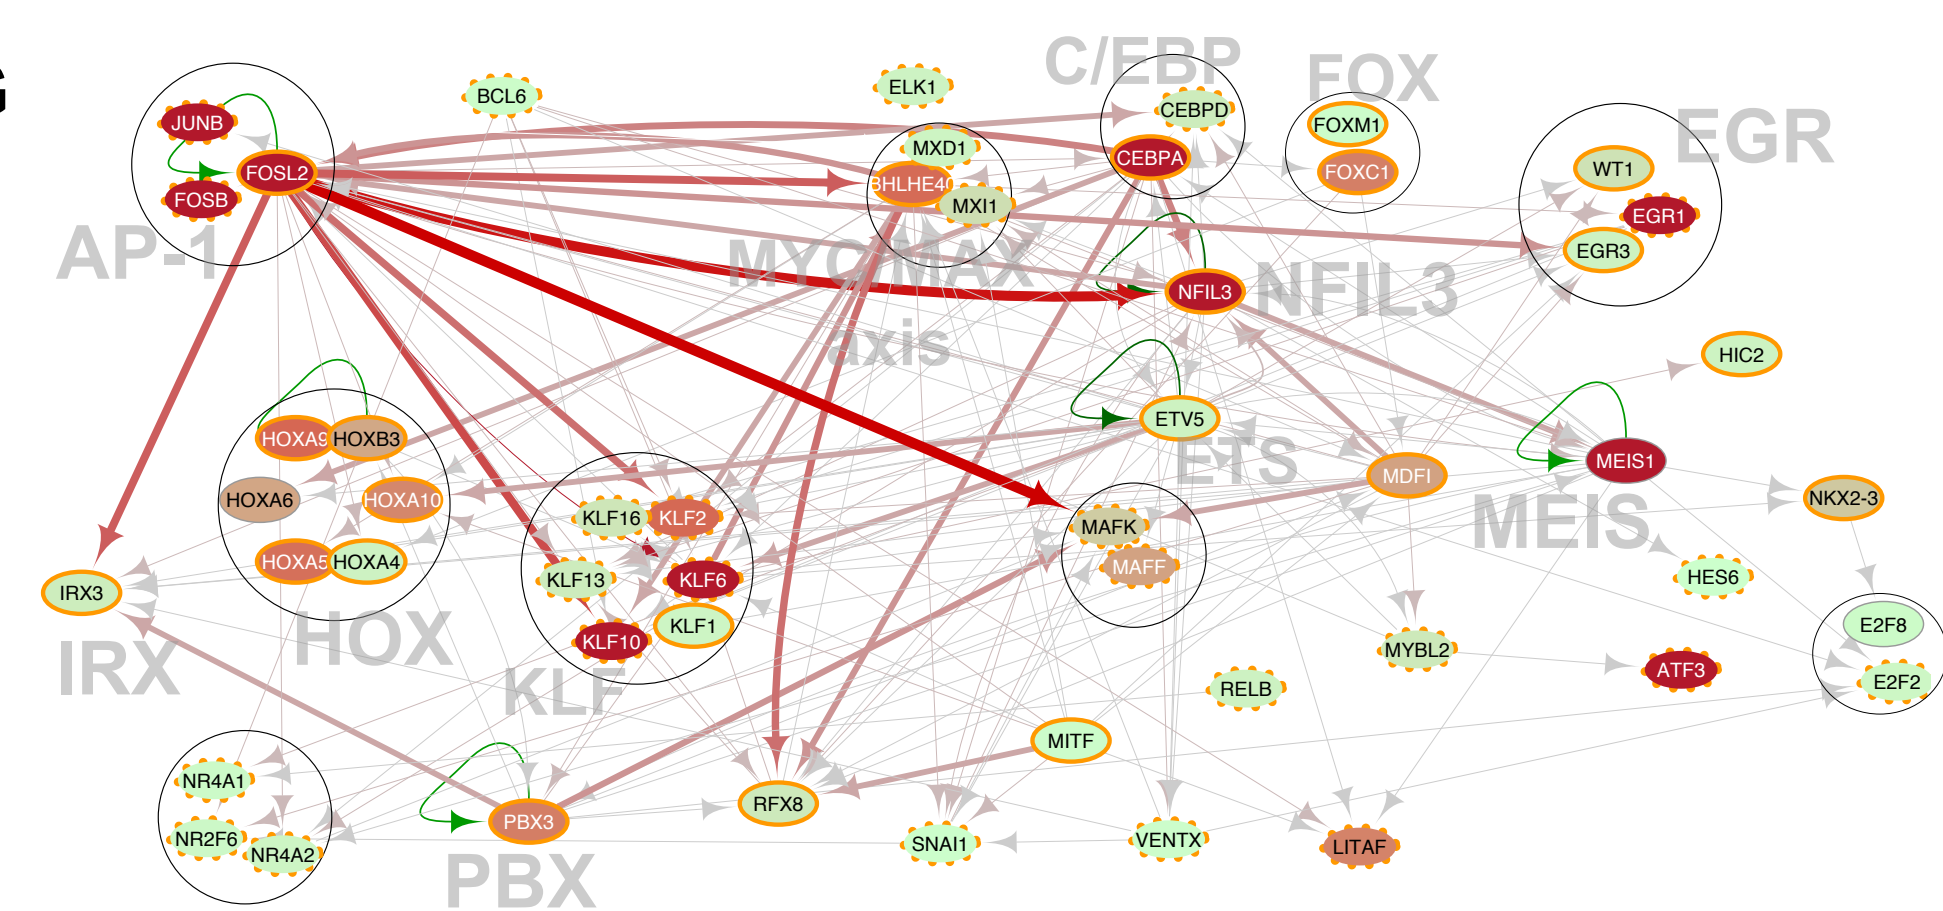 G
C/EBP
FOX
EGR
AP-1
MYC/MAX
axis
NFIL3
ETS
MEIS
HOX
IRX
KLF
PBX
JUNB
FOSL2
FOSB
BCL6
ELK1
MXD1
BHLHE40
MXI1
CEBPD
CEBPA
FOXM1
FOXC1
WT1
EGR1
EGR3
NFIL3
HIC2
ETV5
MDFI
MEIS1
NKX2-3
HOXA9
HOXB3
HOXA6
HOXA10
HOXA5
HOXA4
KLF16
KLF2
KLF13
KLF6
KLF1
KLF10
MAFK
MAFF
IRX3
HES6
E2F8
E2F2
MYBL2
ATF3
RELB
MITF
NR4A1
NR2F6
NR4A2
PBX3
RFX8
SNAI1
VENTX
LITAF